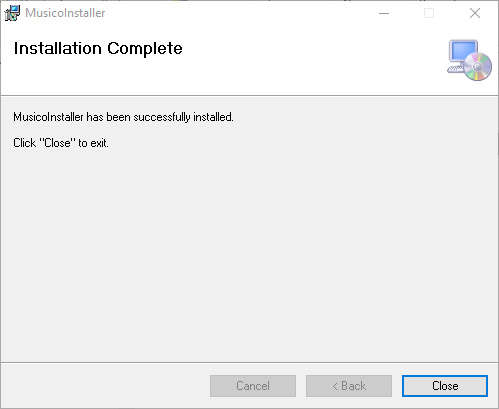 MusicoInstaller
Installation Complete
MusicoInstaller has been successfully installed.
Click "Close" to exit.
Cancel
< Back
Close